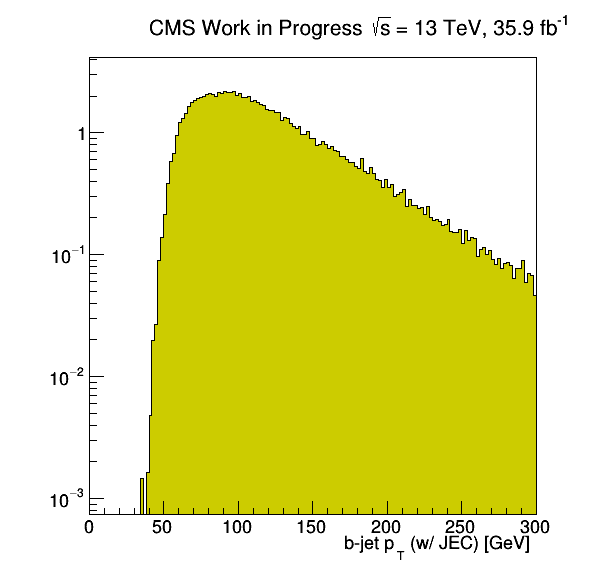 CMS Work in Progress √s = 13 TeV, 35.9 fb⁻¹
1
10⁻¹
10⁻²
10⁻³
0 50 100 150 200 250 300
b-jet p_T (w/ JEC) [GeV]